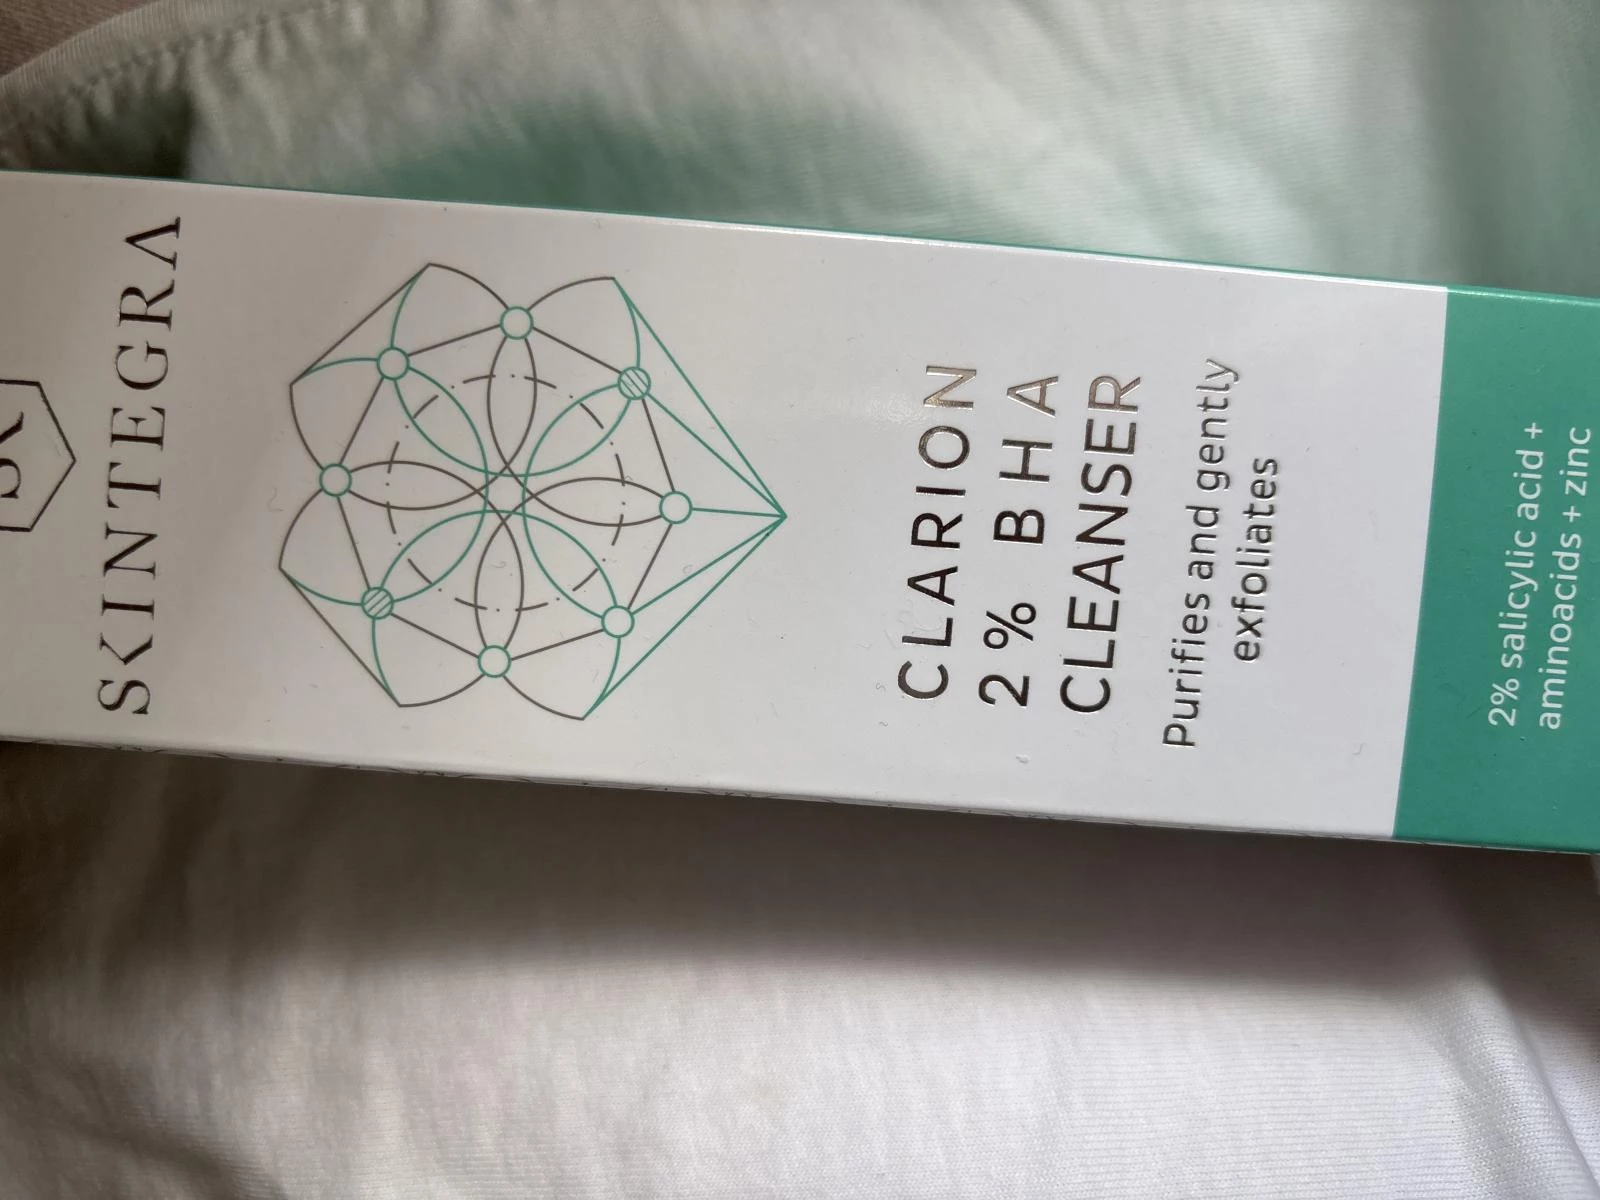 SKINTEGRA
CLARION
2% BHA
CLEANSER
Purifies and gently
exfoliates
2% salicylic acid +
aminoacids + zinc